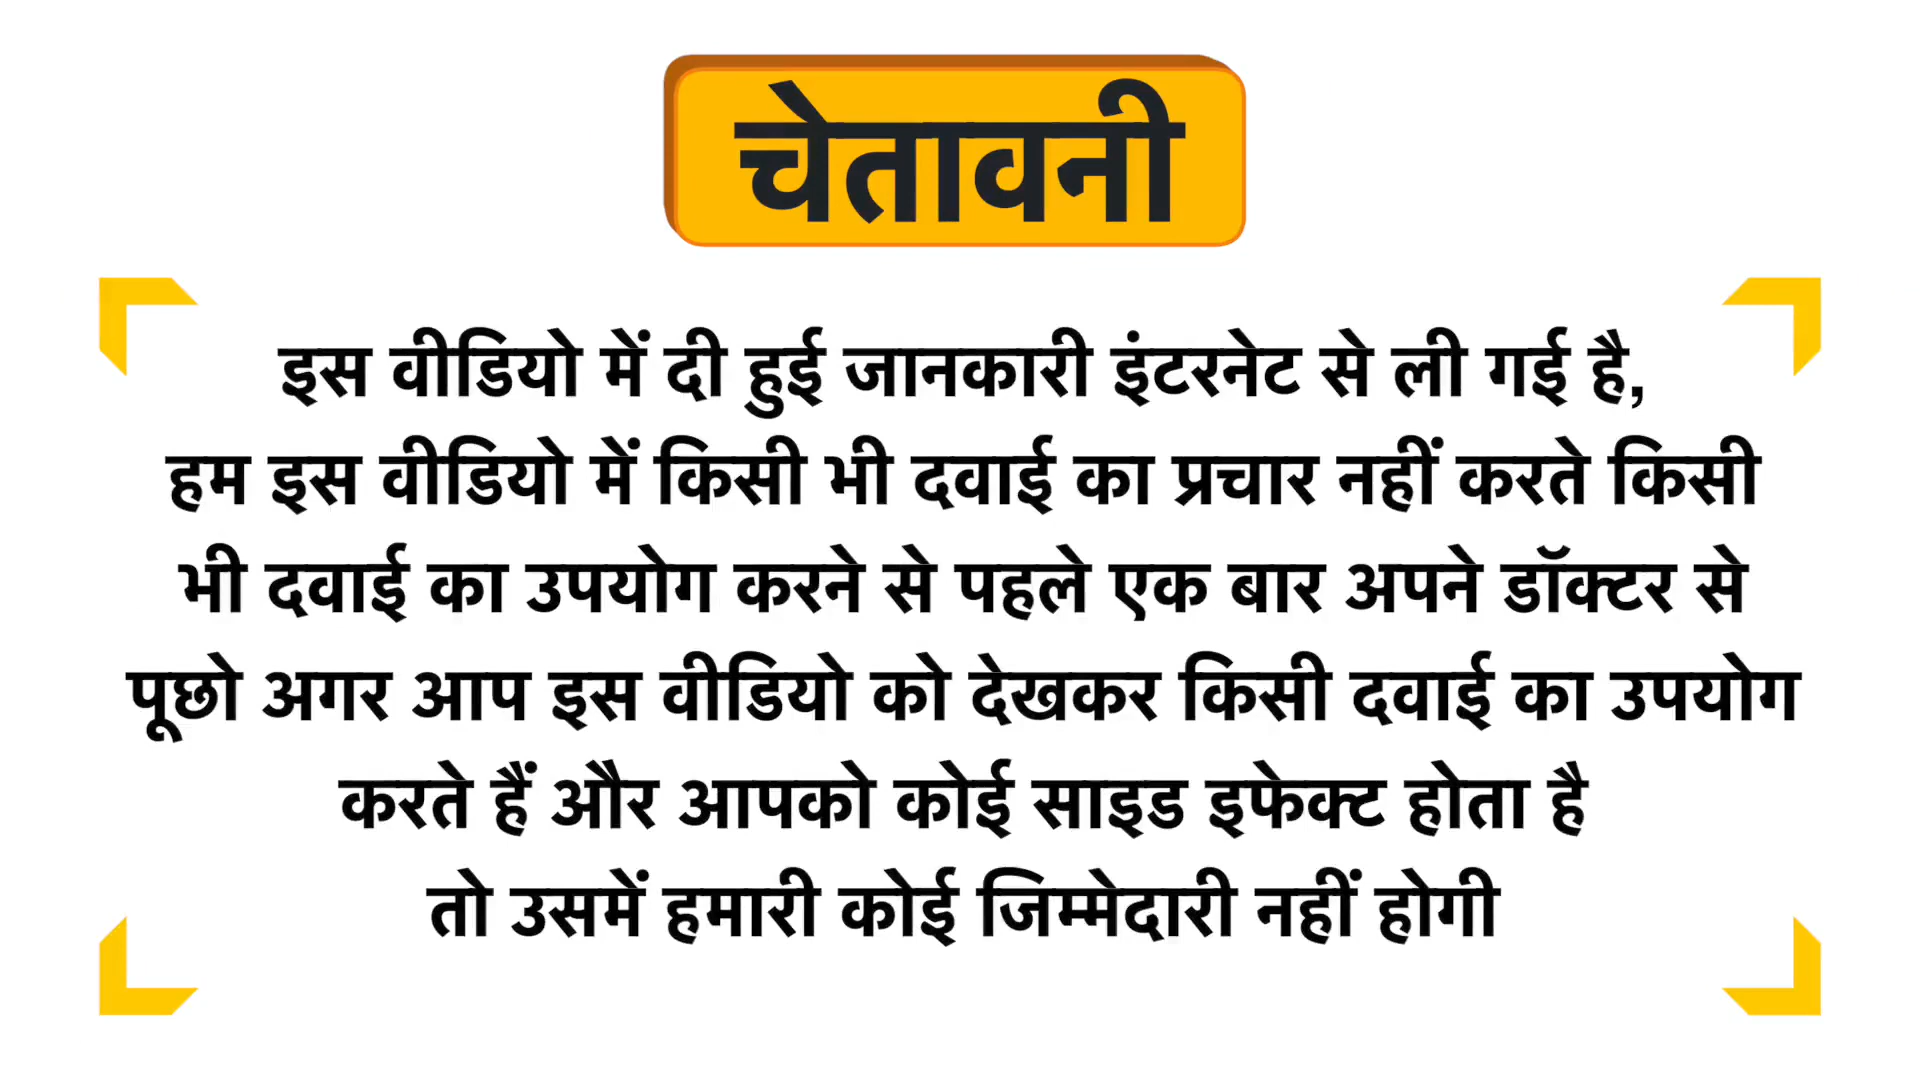 चेतावनी
इस वीडियो में दी हुई जानकारी इंटरनेट से ली गई है,
हम इस वीडियो में किसी भी दवाई का प्रचार नहीं करते किसी
भी दवाई का उपयोग करने से पहले एक बार अपने डॉक्टर से
पूछो अगर आप इस वीडियो को देखकर किसी दवाई का उपयोग
करते हैं और आपको कोई साइड इफेक्ट होता है
तो उसमें हमारी कोई जिम्मेदारी नहीं होगी